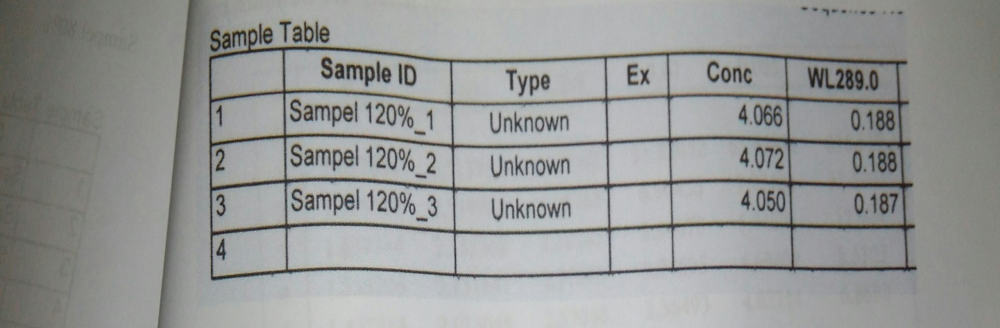 Sample Table
Sample ID Type Ex Conc WL289.0
1 Sampel 120%_1 Unknown 4.066 0.188
2 Sampel 120%_2 Unknown 4.072 0.188
3 Sampel 120%_3 Unknown 4.050 0.187
4